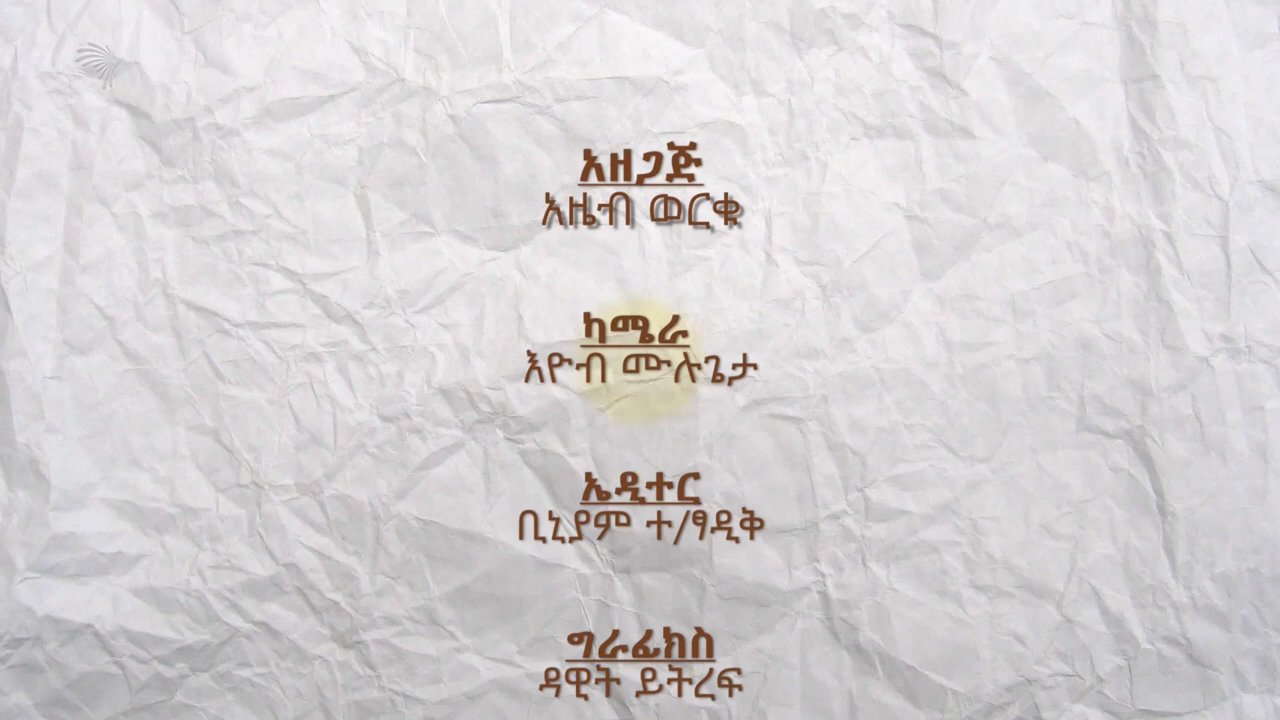 አዘጋጅ
አዜብ ወርቁ
ካሜራ
እዮብ ሙሉጌታ
ኤዲተር
ቢኒያም ተ/ፃዲቅ
ግራፊክስ
ዳዊት ይትረፍ